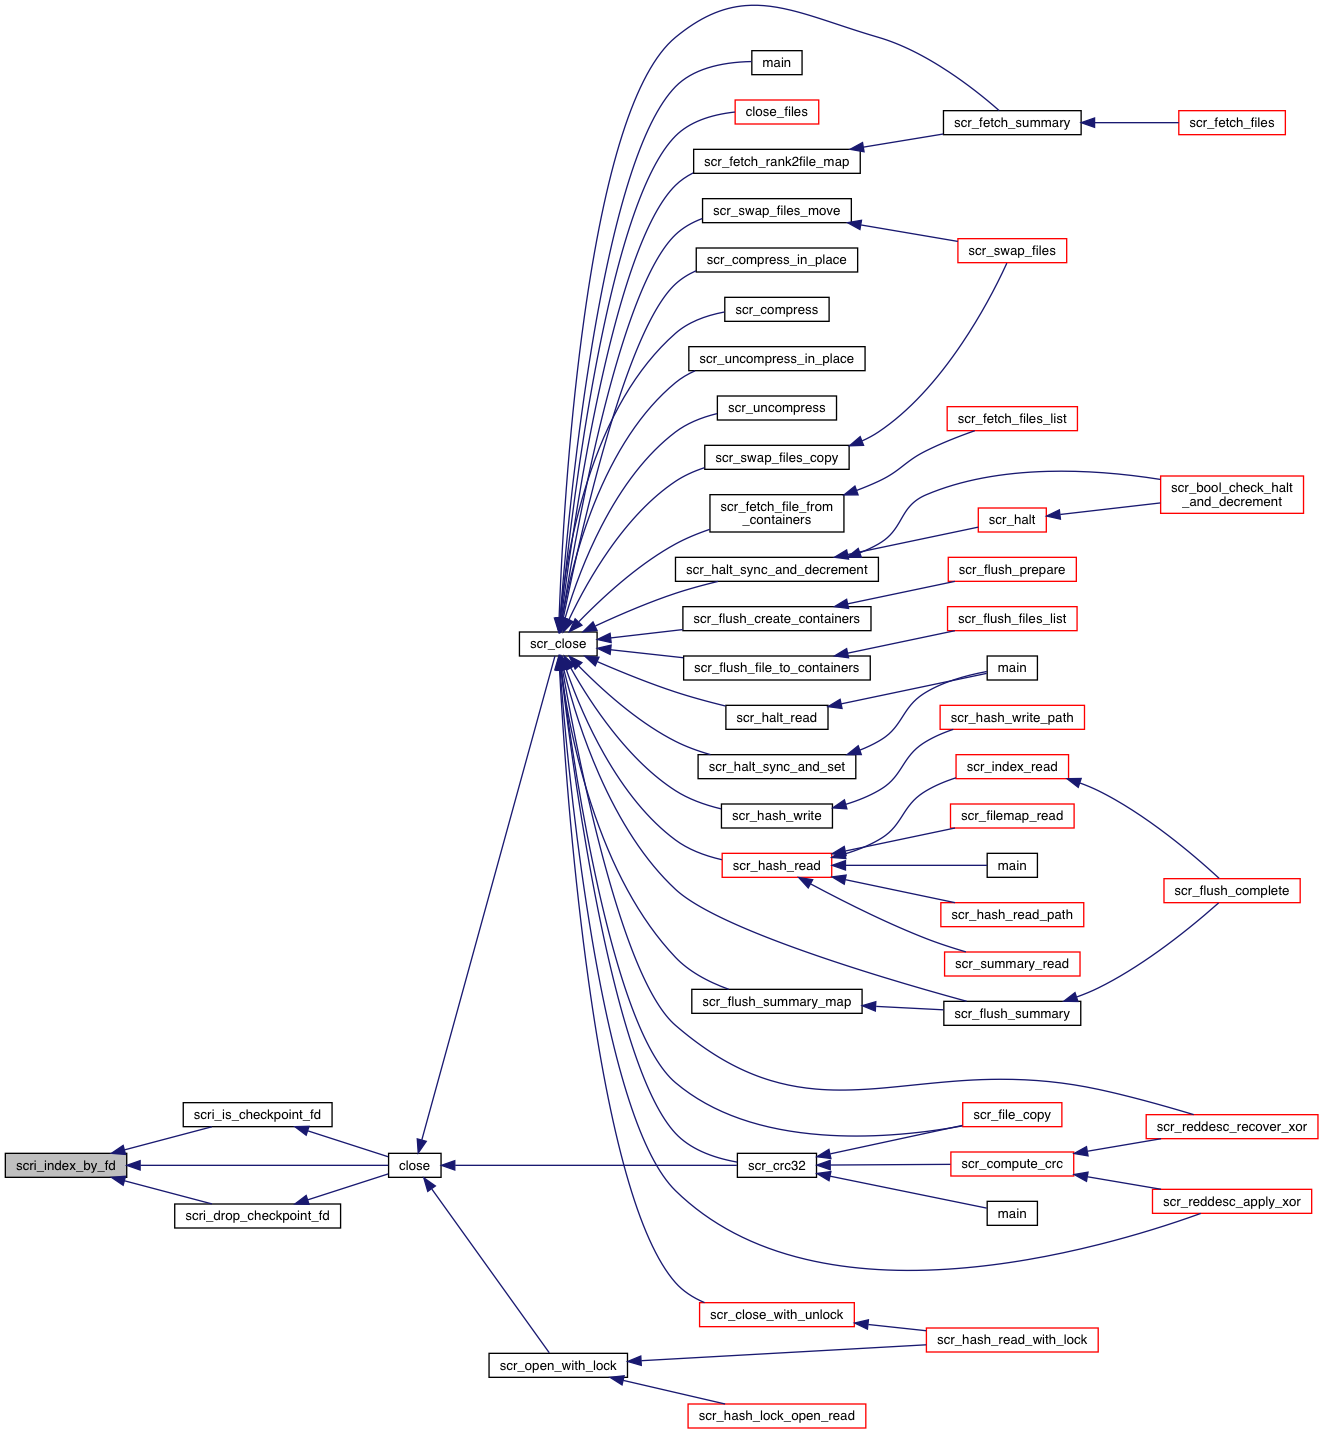 main
close_files
scr_fetch_summary
scr_fetch_files
scr_fetch_rank2file_map
scr_swap_files_move
scr_swap_files
scr_compress_in_place
scr_compress
scr_uncompress_in_place
scr_uncompress
scr_fetch_files_list
scr_swap_files_copy
scr_fetch_file_from
_containers
scr_bool_check_halt
_and_decrement
scr_halt
scr_halt_sync_and_decrement
scr_flush_prepare
scr_flush_create_containers
scr_flush_files_list
scr_close
scr_flush_file_to_containers
main
scr_halt_read
scr_hash_write_path
scr_halt_sync_and_set
scr_index_read
scr_hash_write
scr_filemap_read
scr_hash_read
main
scr_flush_complete
scr_hash_read_path
scr_summary_read
scr_flush_summary_map
scr_flush_summary
scri_is_checkpoint_fd
scr_file_copy
scr_reddesc_recover_xor
scri_index_by_fd
close
scr_crc32
scr_compute_crc
scr_reddesc_apply_xor
scri_drop_checkpoint_fd
main
scr_close_with_unlock
scr_hash_read_with_lock
scr_open_with_lock
scr_hash_lock_open_read